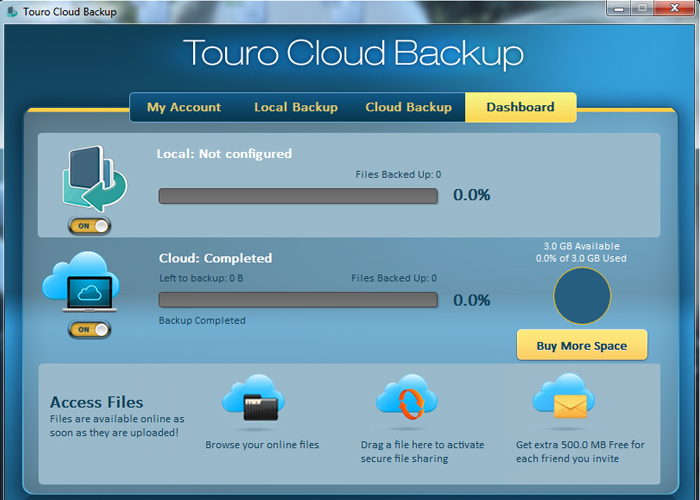 Touro Cloud Backup
Touro Cloud Backup
My Account
Local Backup
Cloud Backup
Dashboard
Local: Not configured
Files Backed Up: 0
0.0%
ON
Cloud: Completed
Left to backup: 0 B
Files Backed Up: 0
0.0%
Backup Completed
ON
3.0 GB Available
0.0% of 3.0 GB Used
Buy More Space
Access Files
Files are available online as
soon as they are uploaded!
Browse your online files
Drag a file here to activate
secure file sharing
Get extra 500.0 MB Free for
each friend you invite